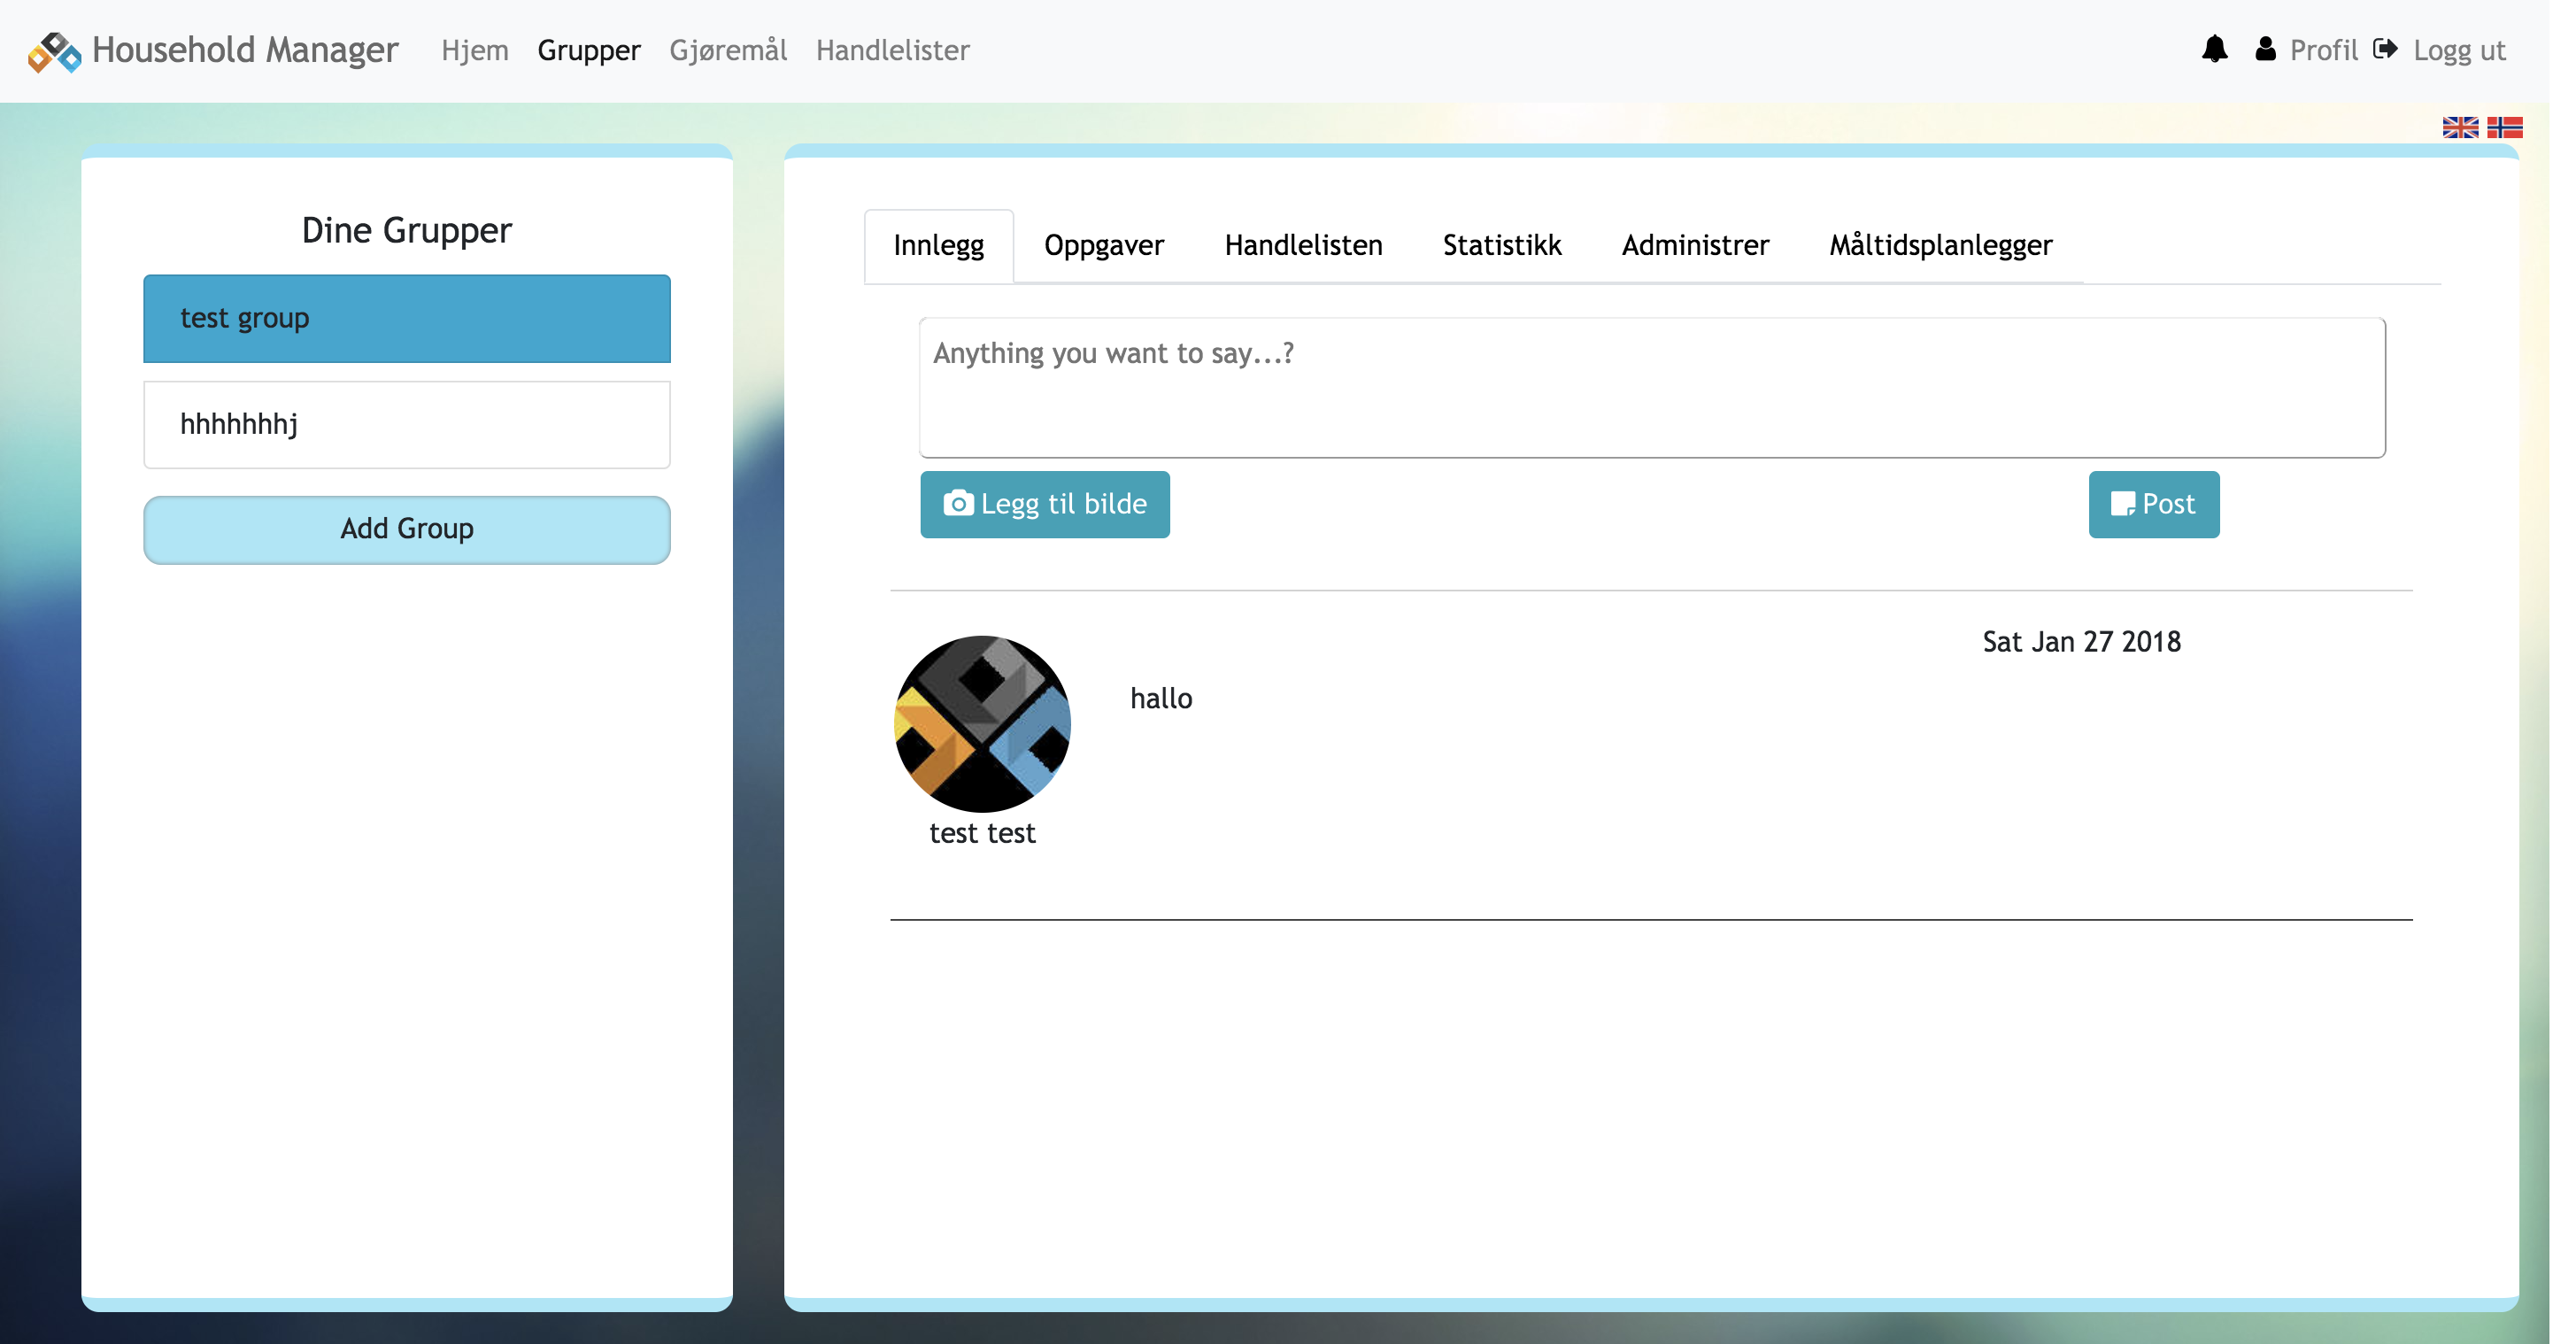 Household Manager Hjem Grupper Gjøremål Handlelister Profil Logg ut
Dine Grupper
test group
hhhhhhhj
Add Group
Innlegg Oppgaver Handlelisten Statistikk Administrer Måltidsplanlegger
Anything you want to say...?
Legg til bilde Post
Sat Jan 27 2018
hallo
test test